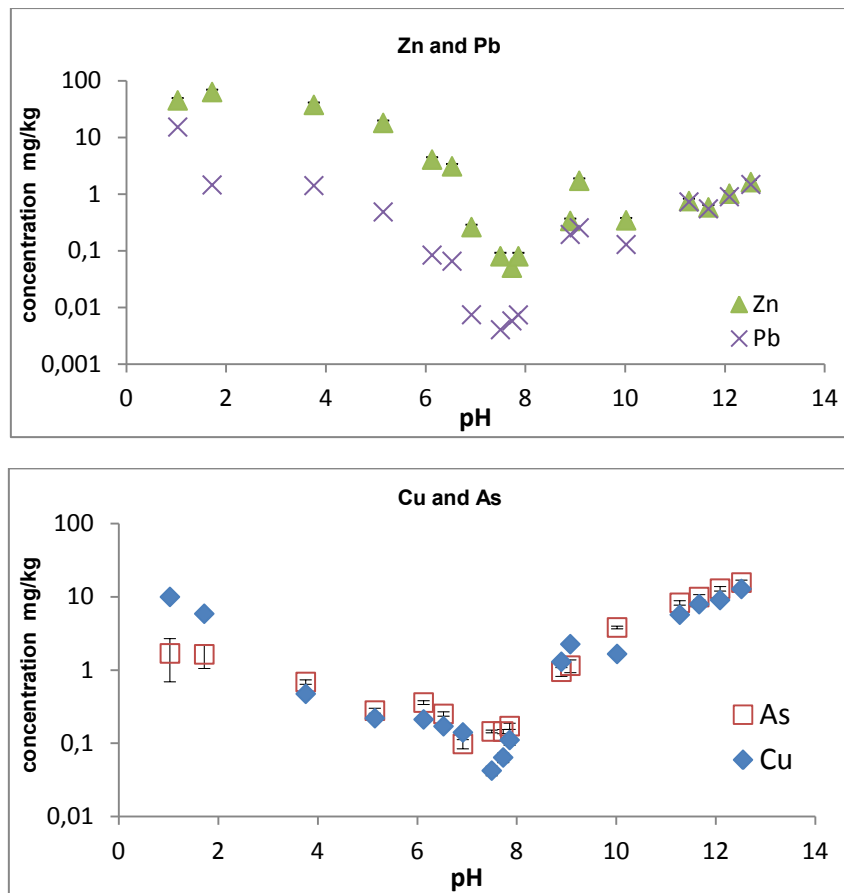 Zn and Pb
concentration mg/kg
100
10
1
0,1
0,01
0,001
0 2 4 6 8 10 12 14
pH
Zn
Pb
Cu and As
concentration mg/kg
100
10
1
0,1
0,01
0 2 4 6 8 10 12 14
pH
As
Cu